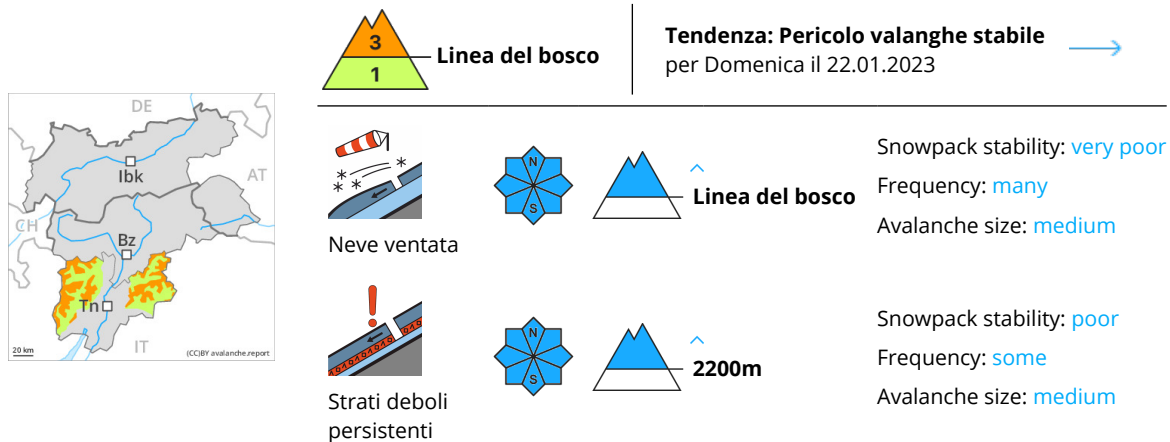 3
1
Linea del bosco
Tendenza: Pericolo valanghe stabile
per Domenica il 22.01.2023
DE
Ibk
AT
CH
Bz
Tn
IT
20 km
(CC)BY avalanche.report
N
S
Linea del bosco
Snowpack stability: very poor
Frequency: many
Avalanche size: medium
Neve ventata
N
S
2200m
Snowpack stability: poor
Frequency: some
Avalanche size: medium
Strati deboli
persistenti